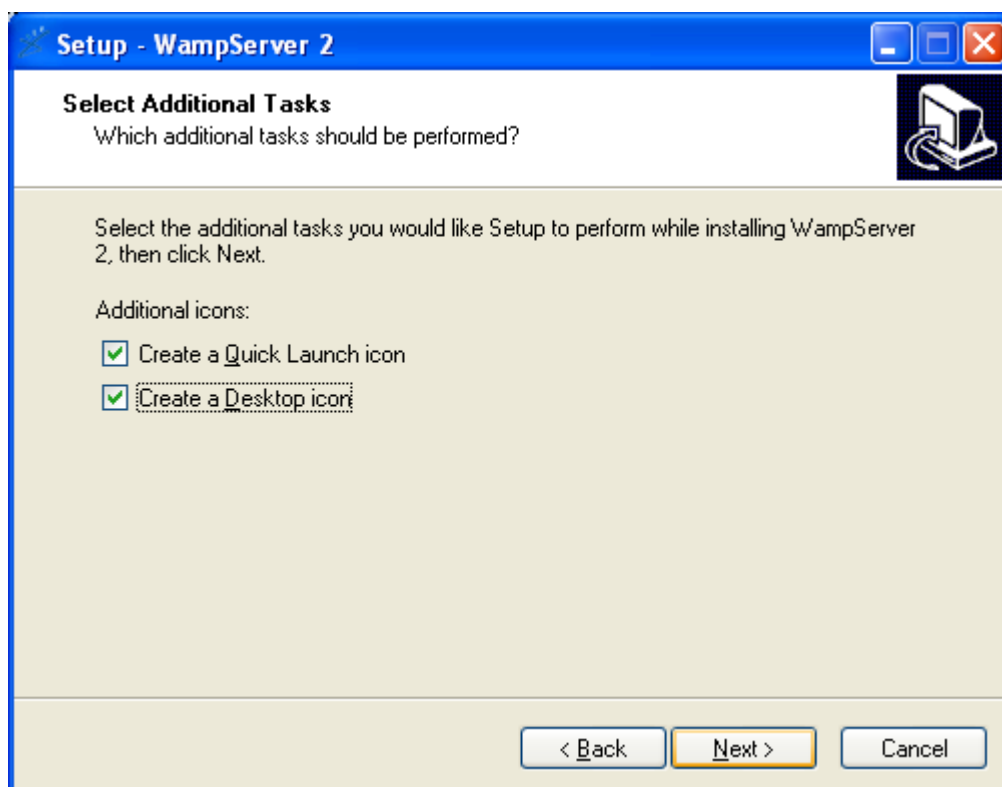 Setup - WampServer 2
Select Additional Tasks
Which additional tasks should be performed?
Select the additional tasks you would like Setup to perform while installing WampServer
2, then click Next.
Additional icons:
Create a Quick Launch icon
Create a Desktop icon
< Back
Next >
Cancel